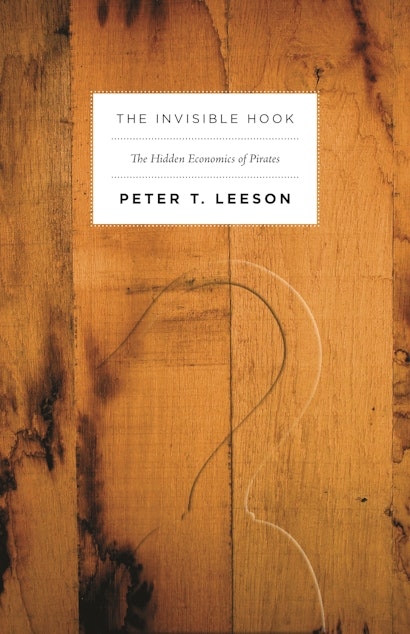 THE INVISIBLE HOOK
The Hidden Economics of Pirates
PETER T. LEESON